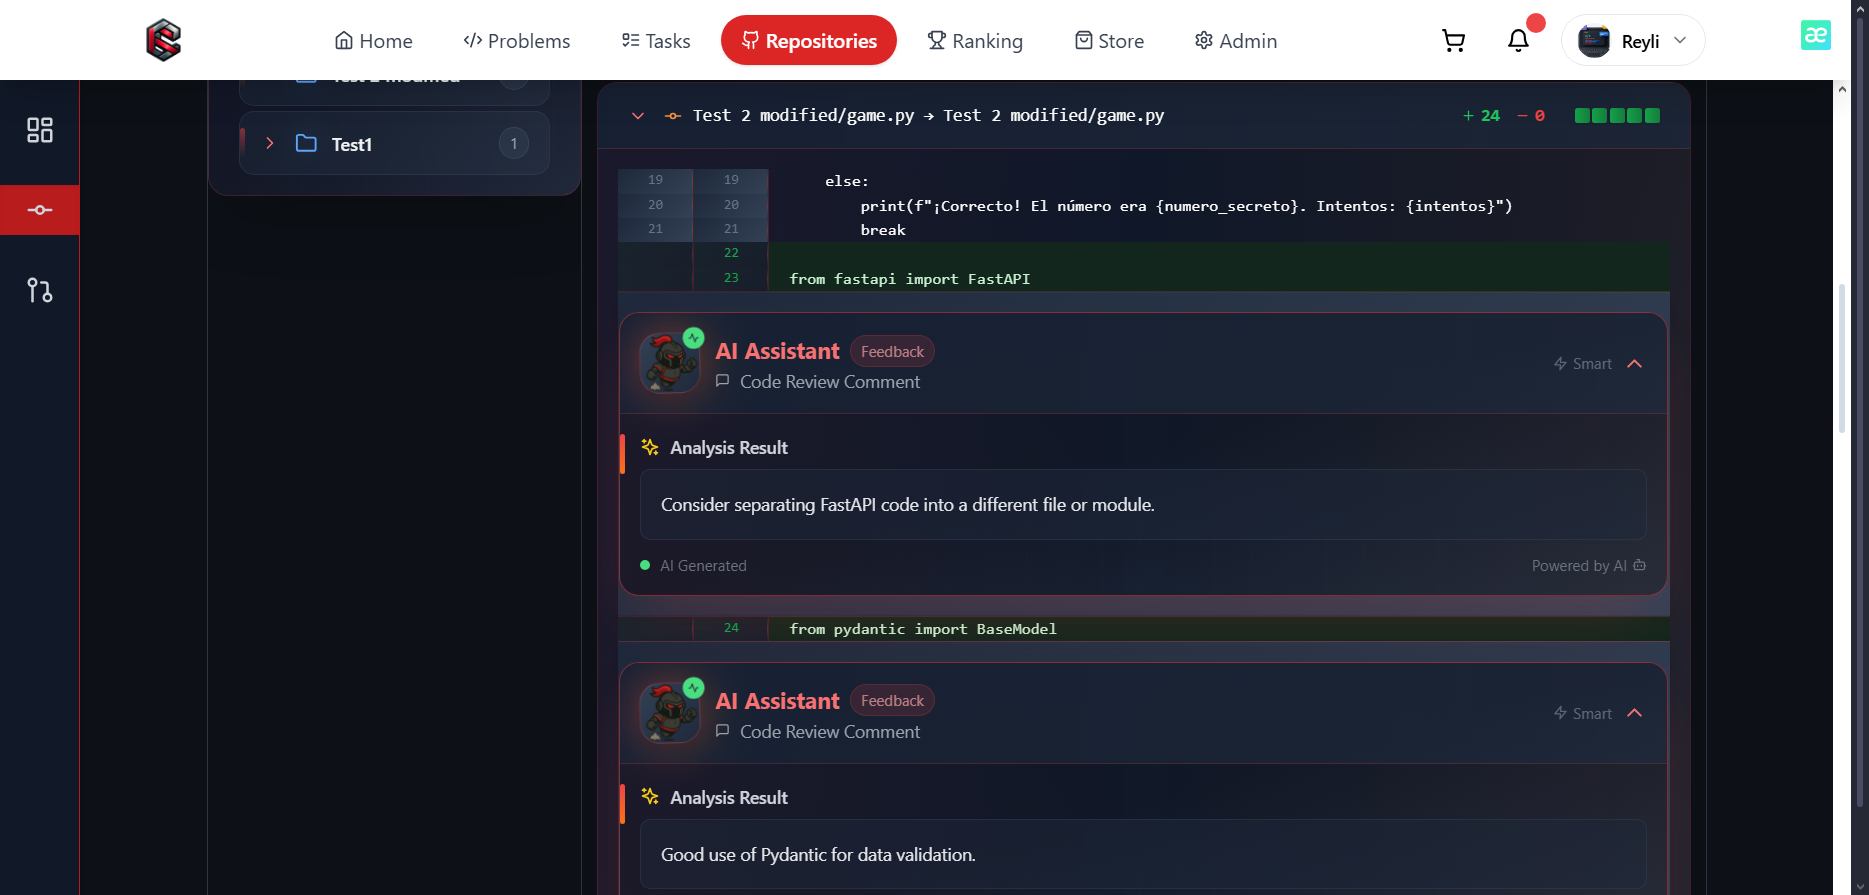 Home
Problems
Tasks
Repositories
Ranking
Store
Admin
Reyli
æ
Test 2 modified
Test1
1
Test 2 modified/game.py → Test 2 modified/game.py
+ 24 − 0
19 19 else:
20 20 print(f"¡Correcto! El número era {numero_secreto}. Intentos: {intentos}")
21 21 break
22
23 from fastapi import FastAPI
AI Assistant Feedback
Code Review Comment
Smart
Analysis Result
Consider separating FastAPI code into a different file or module.
AI Generated
Powered by AI
24 from pydantic import BaseModel
AI Assistant Feedback
Code Review Comment
Smart
Analysis Result
Good use of Pydantic for data validation.